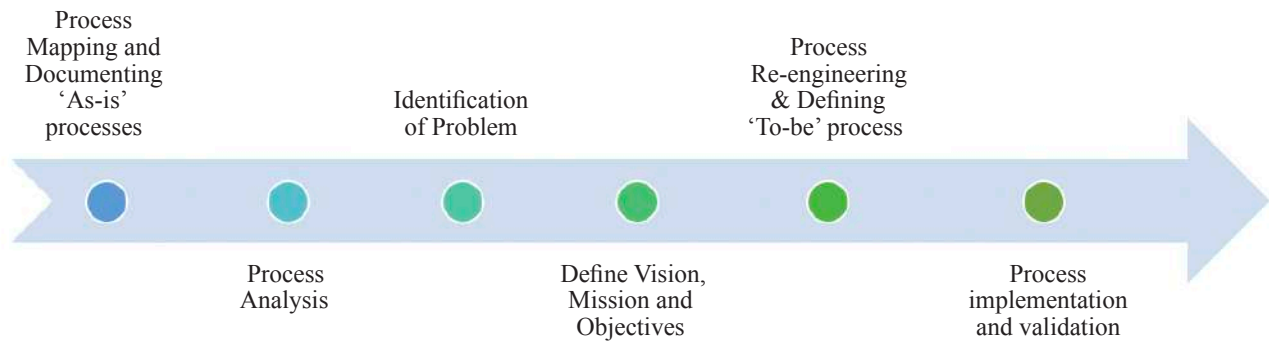 Process
Mapping and
Documenting
‘As-is’
processes
Process
Analysis
Identification
of Problem
Define Vision,
Mission and
Objectives
Process
Re-engineering
& Defining
‘To-be’ process
Process
implementation
and validation